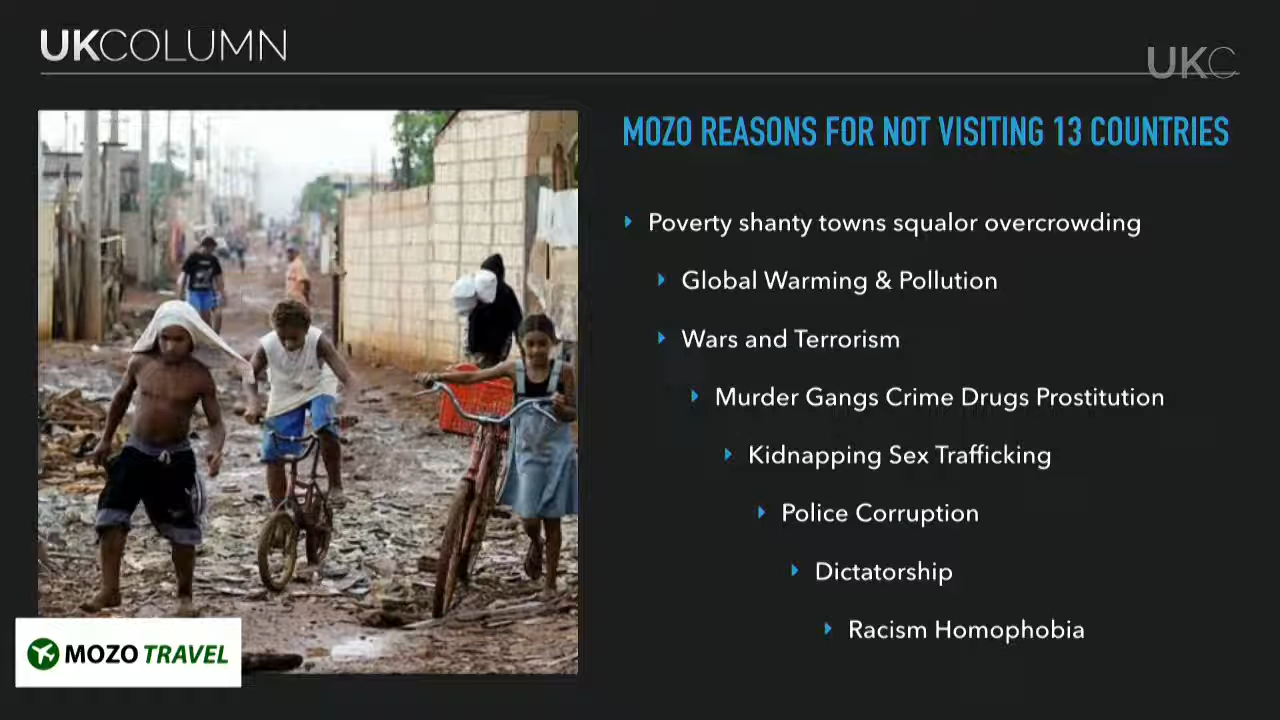 UKCOLUMN
UKC
MOZO REASONS FOR NOT VISITING 13 COUNTRIES
Poverty shanty towns squalor overcrowding
Global Warming & Pollution
Wars and Terrorism
Murder Gangs Crime Drugs Prostitution
Kidnapping Sex Trafficking
Police Corruption
Dictatorship
Racism Homophobia
MOZO TRAVEL